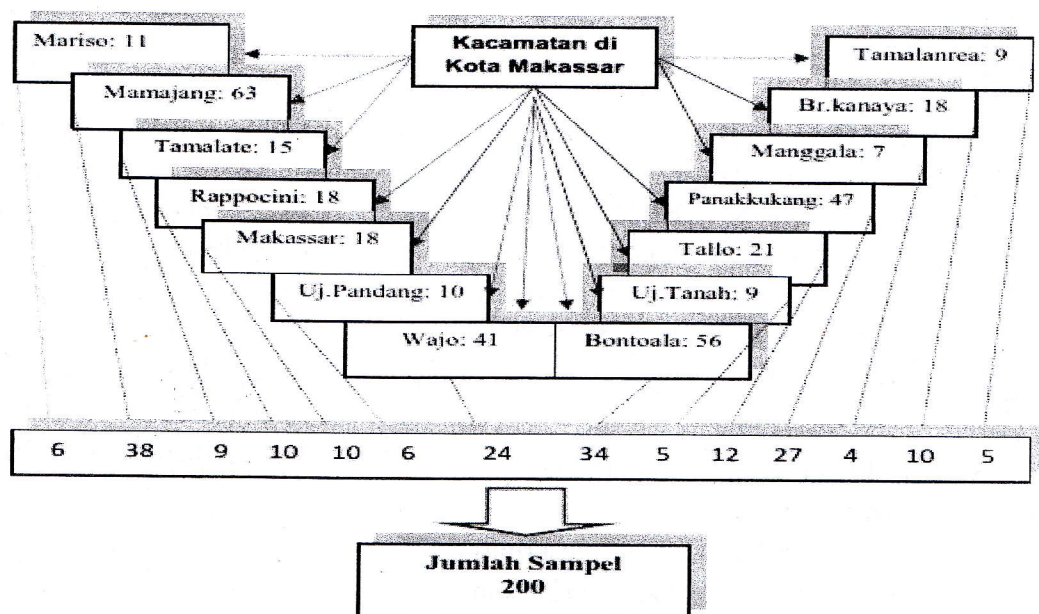 Kacamatan di
Kota Makassar
Mariso: 11
Mamajang: 63
Tamalate: 15
Rappocini: 18
Makassar: 18
Uj.Pandang: 10
Wajo: 41
Bontoala: 56
Uj.Tanah: 9
Tallo: 21
Panakkukang: 47
Manggala: 7
Br.kanaya: 18
Tamalanrea: 9
6 38 9 10 10 6 24 34 5 12 27 4 10 5
Jumlah Sampel
200